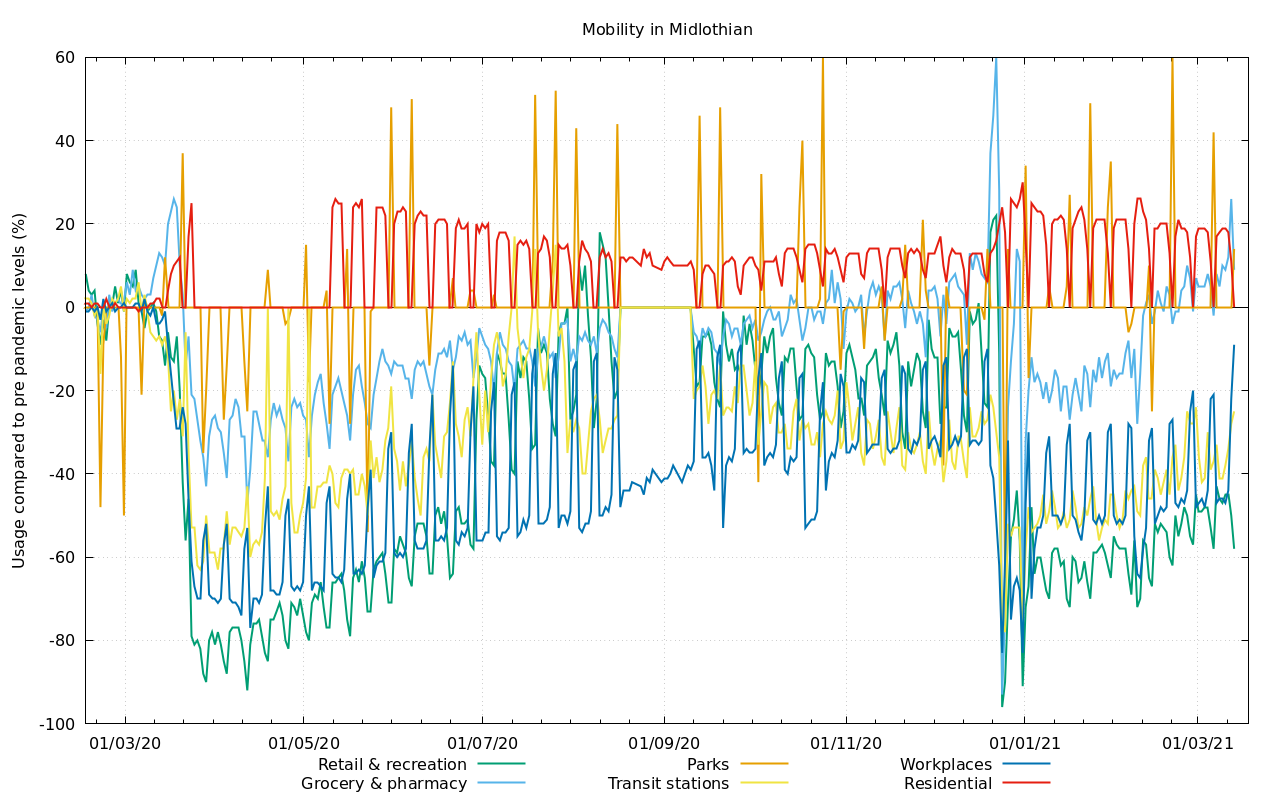 Mobility in Midlothian
Usage compared to pre pandemic levels (%)
60
40
20
0
-20
-40
-60
-80
-100
01/03/20 01/05/20 01/07/20 01/09/20 01/11/20 01/01/21 01/03/21
Retail & recreation Parks Workplaces
Grocery & pharmacy Transit stations Residential